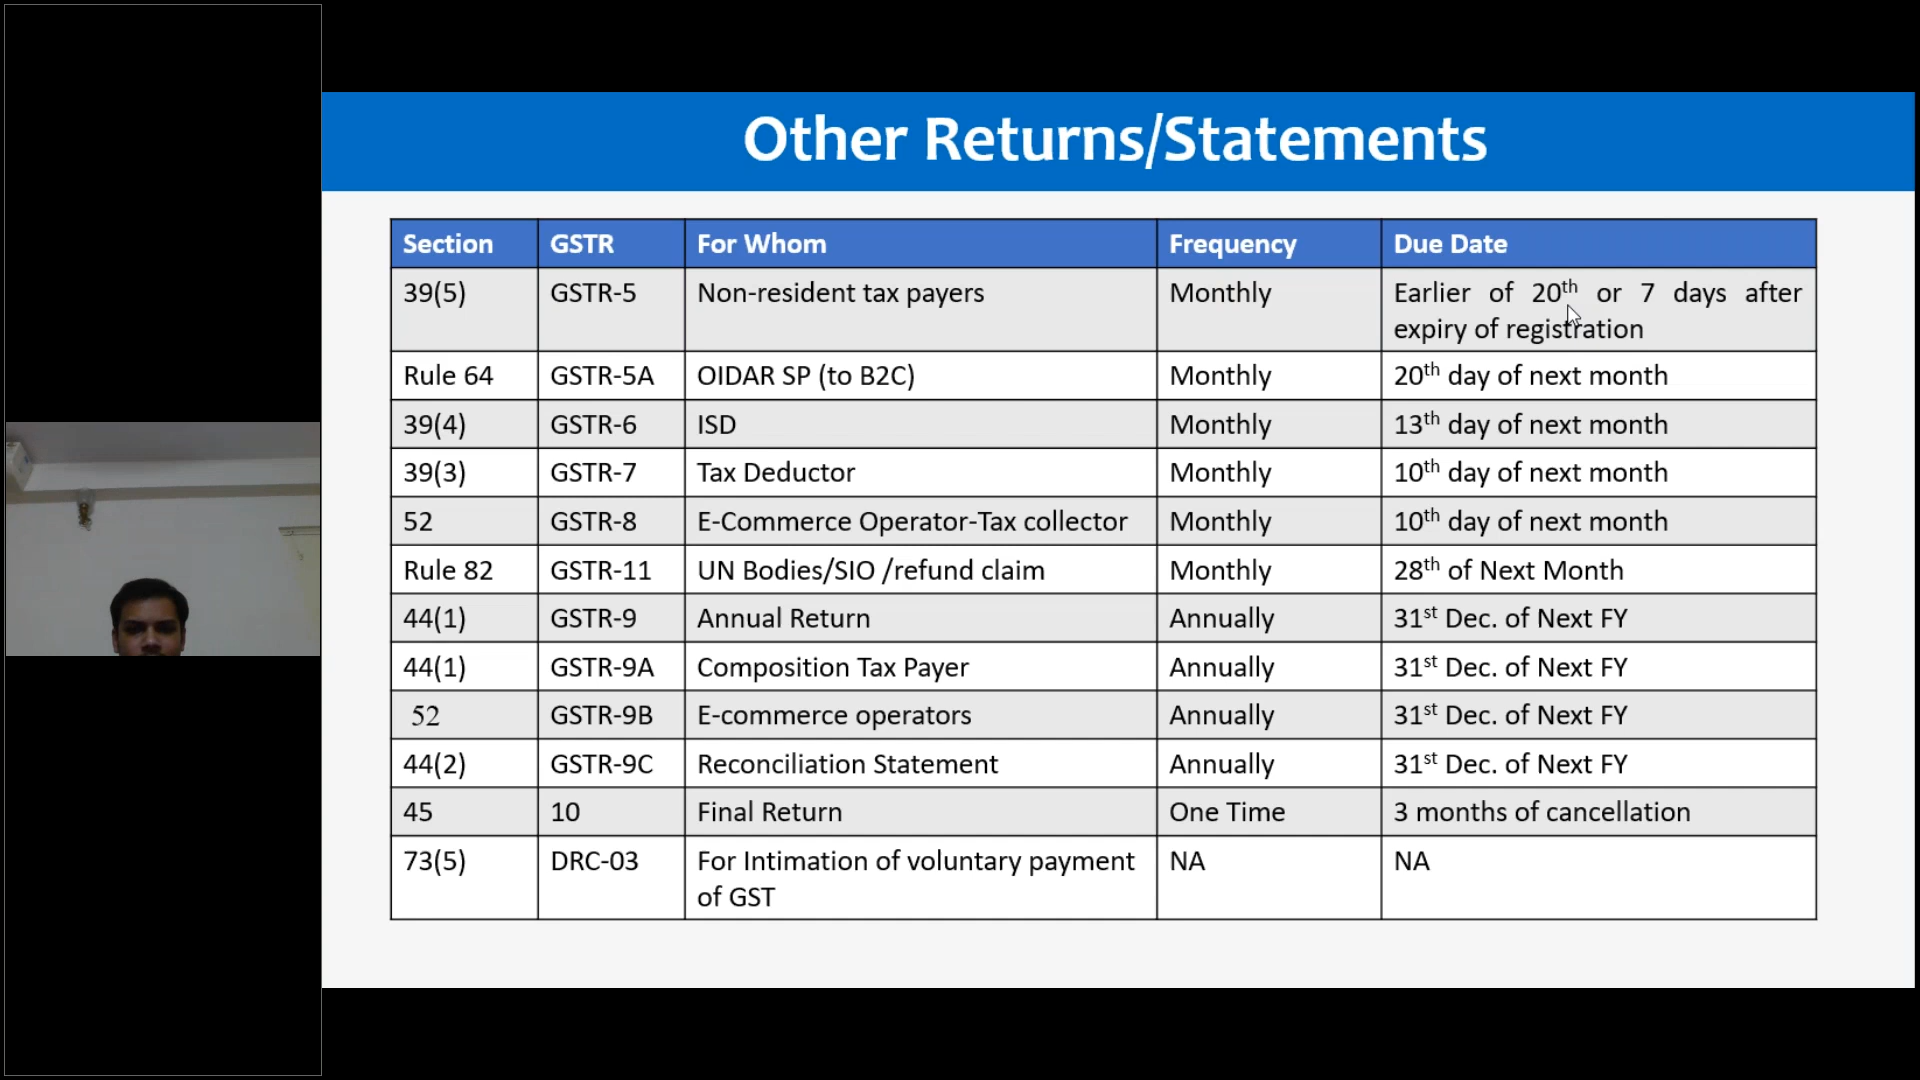 Other Returns/Statements
Section GSTR For Whom Frequency Due Date
39(5) GSTR-5 Non-resident tax payers Monthly Earlier of 20th or 7 days after
expiry of registration
Rule 64 GSTR-5A OIDAR SP (to B2C) Monthly 20th day of next month
39(4) GSTR-6 ISD Monthly 13th day of next month
39(3) GSTR-7 Tax Deductor Monthly 10th day of next month
52 GSTR-8 E-Commerce Operator-Tax collector Monthly 10th day of next month
Rule 82 GSTR-11 UN Bodies/SIO /refund claim Monthly 28th of Next Month
44(1) GSTR-9 Annual Return Annually 31st Dec. of Next FY
44(1) GSTR-9A Composition Tax Payer Annually 31st Dec. of Next FY
52 GSTR-9B E-commerce operators Annually 31st Dec. of Next FY
44(2) GSTR-9C Reconciliation Statement Annually 31st Dec. of Next FY
45 10 Final Return One Time 3 months of cancellation
73(5) DRC-03 For Intimation of voluntary payment NA NA
of GST